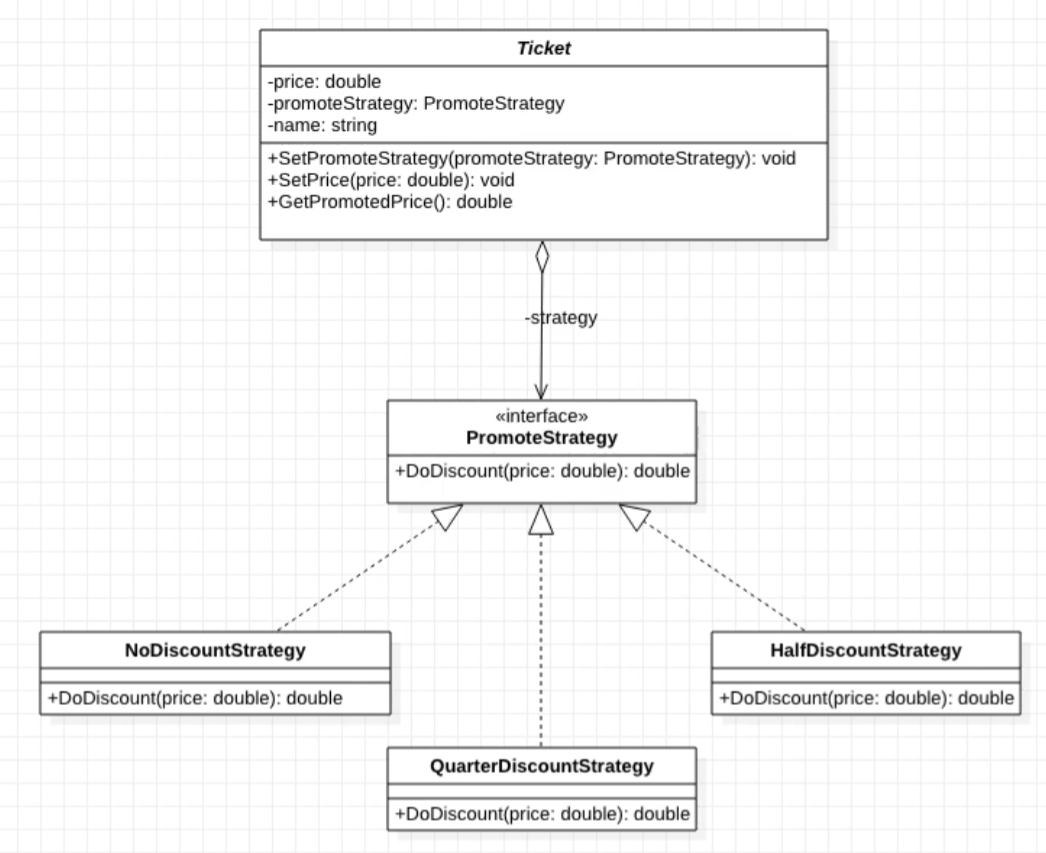 Ticket
-price: double
-promoteStrategy: PromoteStrategy
-name: string
+SetPromoteStrategy(promoteStrategy: PromoteStrategy): void
+SetPrice(price: double): void
+GetPromotedPrice(): double
-strategy
«interface»
PromoteStrategy
+DoDiscount(price: double): double
NoDiscountStrategy
+DoDiscount(price: double): double
HalfDiscountStrategy
+DoDiscount(price: double): double
QuarterDiscountStrategy
+DoDiscount(price: double): double